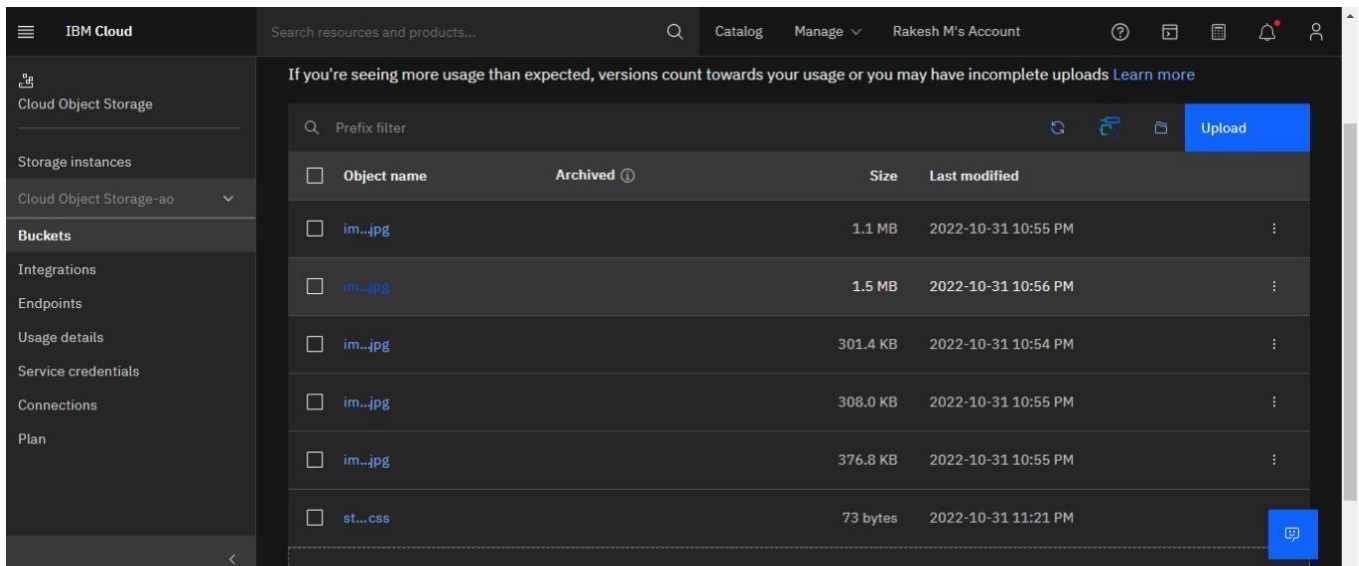 IBM Cloud
Search resources and products...
Catalog
Manage
Rakesh M's Account
Cloud Object Storage
Storage instances
Cloud Object Storage-ao
Buckets
Integrations
Endpoints
Usage details
Service credentials
Connections
Plan
If you're seeing more usage than expected, versions count towards your usage or you may have incomplete uploads Learn more
Prefix filter
Upload
Object name Archived Size Last modified
im...jpg 1.1 MB 2022-10-31 10:55 PM
im...jpg 1.5 MB 2022-10-31 10:56 PM
im...jpg 301.4 KB 2022-10-31 10:54 PM
im...jpg 308.0 KB 2022-10-31 10:55 PM
im...jpg 376.8 KB 2022-10-31 10:55 PM
st...css 73 bytes 2022-10-31 11:21 PM